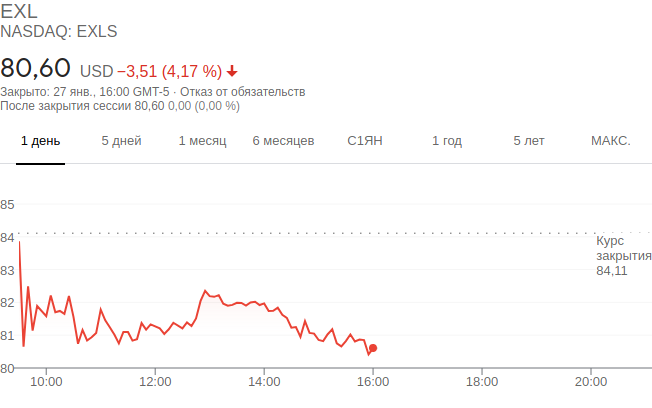 EXL
NASDAQ: EXLS
80,60 USD −3,51 (4,17 %)
Закрыто: 27 янв., 16:00 GMT-5 · Отказ от обязательств
После закрытия сессии 80,60 0,00 (0,00 %)
1 день 5 дней 1 месяц 6 месяцев С1ЯН 1 год 5 лет МАКС.
85
84
83
82
81
80
Курс
закрытия
84,11
10:00 12:00 14:00 16:00 18:00 20:00